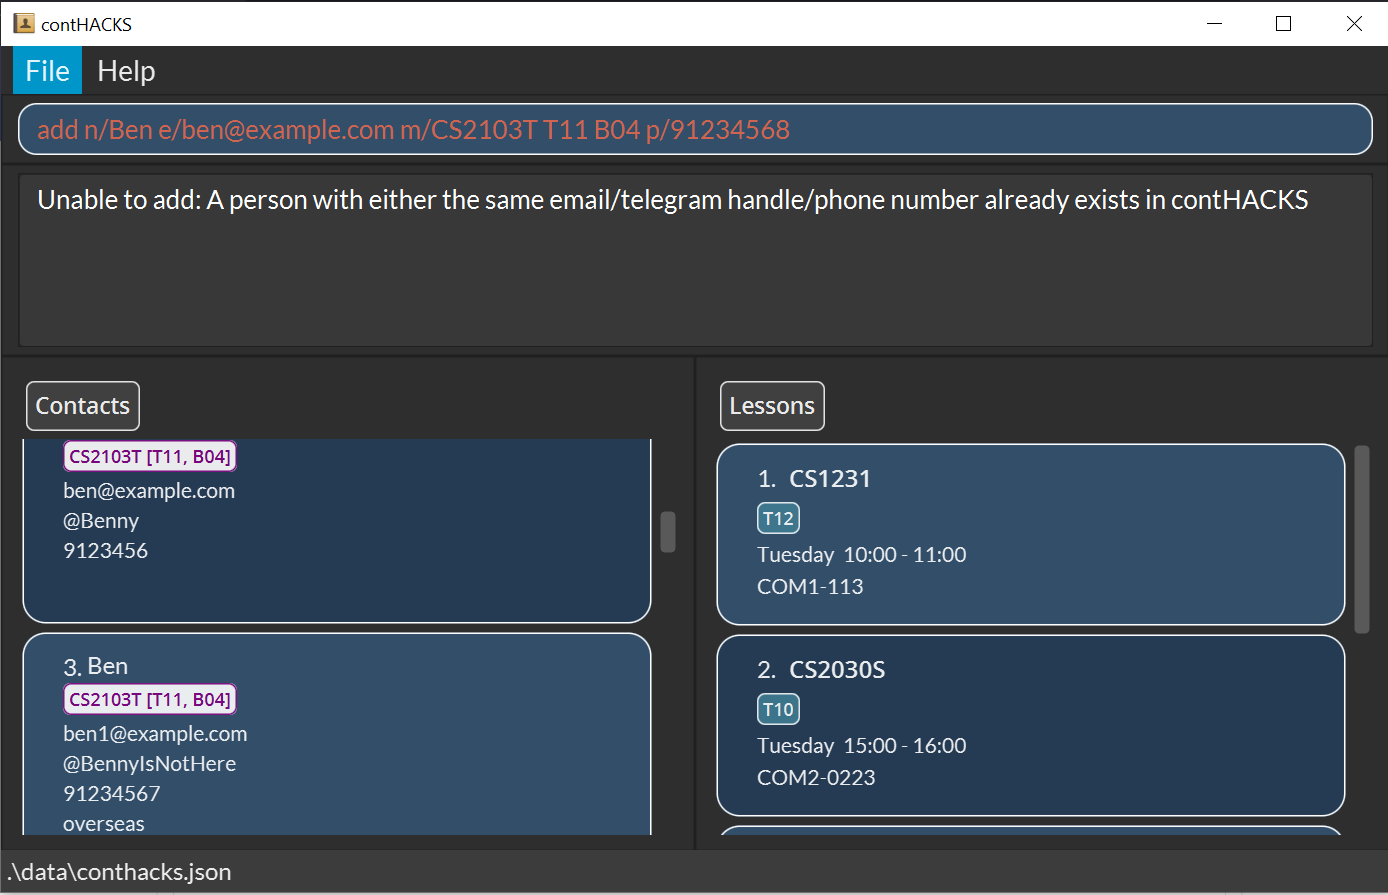 contHACKS
File Help
add n/Ben e/ben@example.com m/CS2103T T11 B04 p/91234568
Unable to add: A person with either the same email/telegram handle/phone number already exists in contHACKS
Contacts
CS2103T [T11, B04]
ben@example.com
@Benny
9123456
3. Ben
CS2103T [T11, B04]
ben1@example.com
@BennyIsNotHere
91234567
overseas
Lessons
1. CS1231
T12
Tuesday 10:00 - 11:00
COM1-113
2. CS2030S
T10
Tuesday 15:00 - 16:00
COM2-0223
.\data\conthacks.json